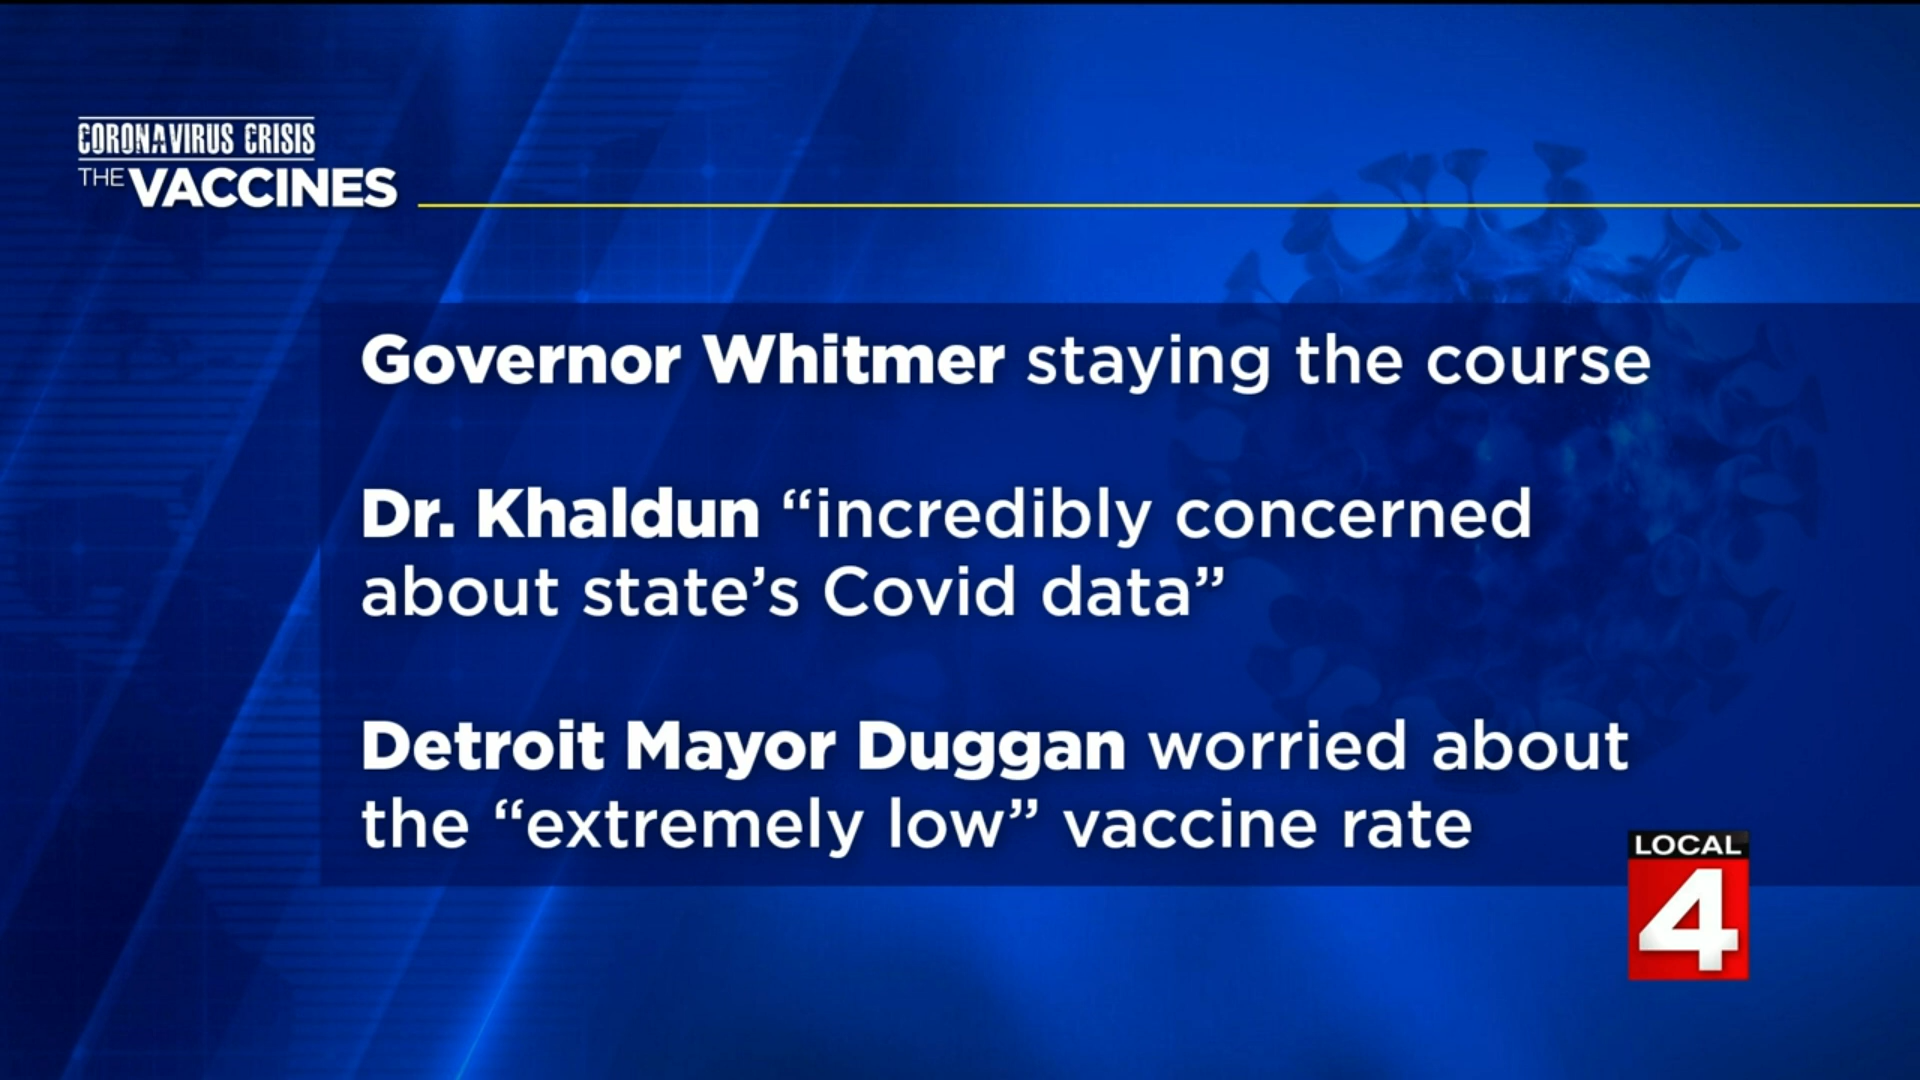 CORONAVIRUS CRISIS
THE VACCINES
Governor Whitmer staying the course
Dr. Khaldun “incredibly concerned
about state’s Covid data”
Detroit Mayor Duggan worried about
the “extremely low” vaccine rate
LOCAL
4